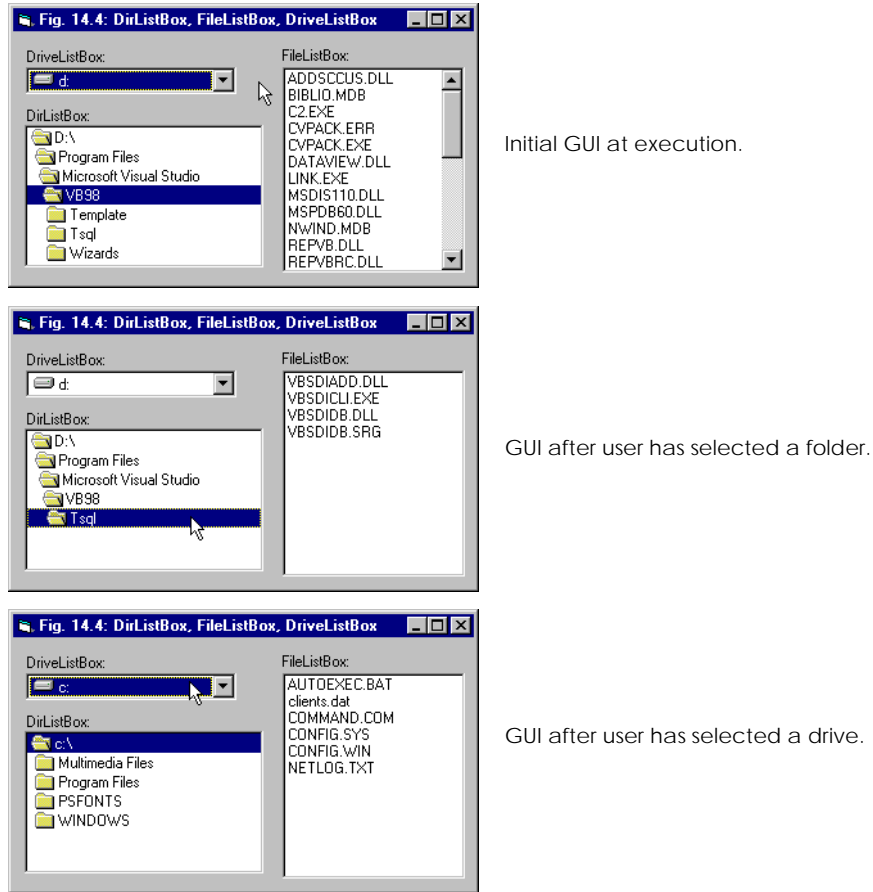 Fig. 14.4: DirListBox, FileListBox, DriveListBox
DriveListBox:
d:
DirListBox:
D:\
Program Files
Microsoft Visual Studio
VB98
Template
Tsql
Wizards
FileListBox:
ADDSCCUS.DLL
BIBLIO.MDB
C2.EXE
CVPACK.ERR
CVPACK.EXE
DATAVIEW.DLL
LINK.EXE
MSDIS110.DLL
MSPDB60.DLL
NWIND.MDB
REPVB.DLL
REPVBRC.DLL
Initial GUI at execution.
Fig. 14.4: DirListBox, FileListBox, DriveListBox
DriveListBox:
d:
DirListBox:
D:\
Program Files
Microsoft Visual Studio
VB98
Tsql
FileListBox:
VBSDIADD.DLL
VBSDICLI.EXE
VBSDIDB.DLL
VBSDIDB.SRG
GUI after user has selected a folder.
Fig. 14.4: DirListBox, FileListBox, DriveListBox
DriveListBox:
c:
DirListBox:
c:\
Multimedia Files
Program Files
PSFONTS
WINDOWS
FileListBox:
AUTOEXEC.BAT
clients.dat
COMMAND.COM
CONFIG.SYS
CONFIG.WIN
NETLOG.TXT
GUI after user has selected a drive.